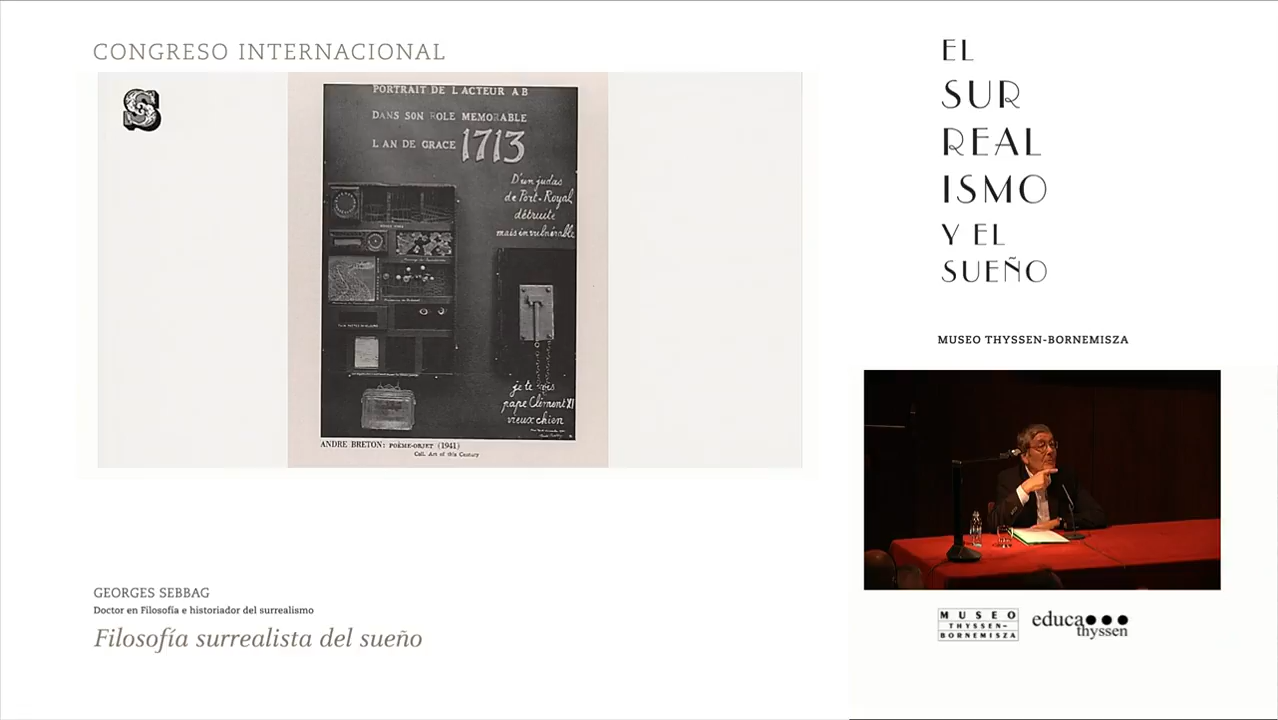 CONGRESO INTERNACIONAL
S
PORTRAIT DE L ACTEUR A B
DANS SON ROLE MEMORABLE
L AN DE GRACE 1713
D'un judas
de Port-Royal
détruite
mais invulnérable
je te vois
pape Clément XI
vieux chien
ANDRE BRETON: POÈME-OBJET (1941)
Coll. Art of this Century
GEORGES SEBBAG
Doctor en Filosofía e historiador del surrealismo
Filosofía surrealista del sueño
EL
SUR
REAL
ISMO
Y EL
SUEÑO
MUSEO THYSSEN-BORNEMISZA
MUSEO
THYSSEN-
BORNEMISZA
educa
thyssen